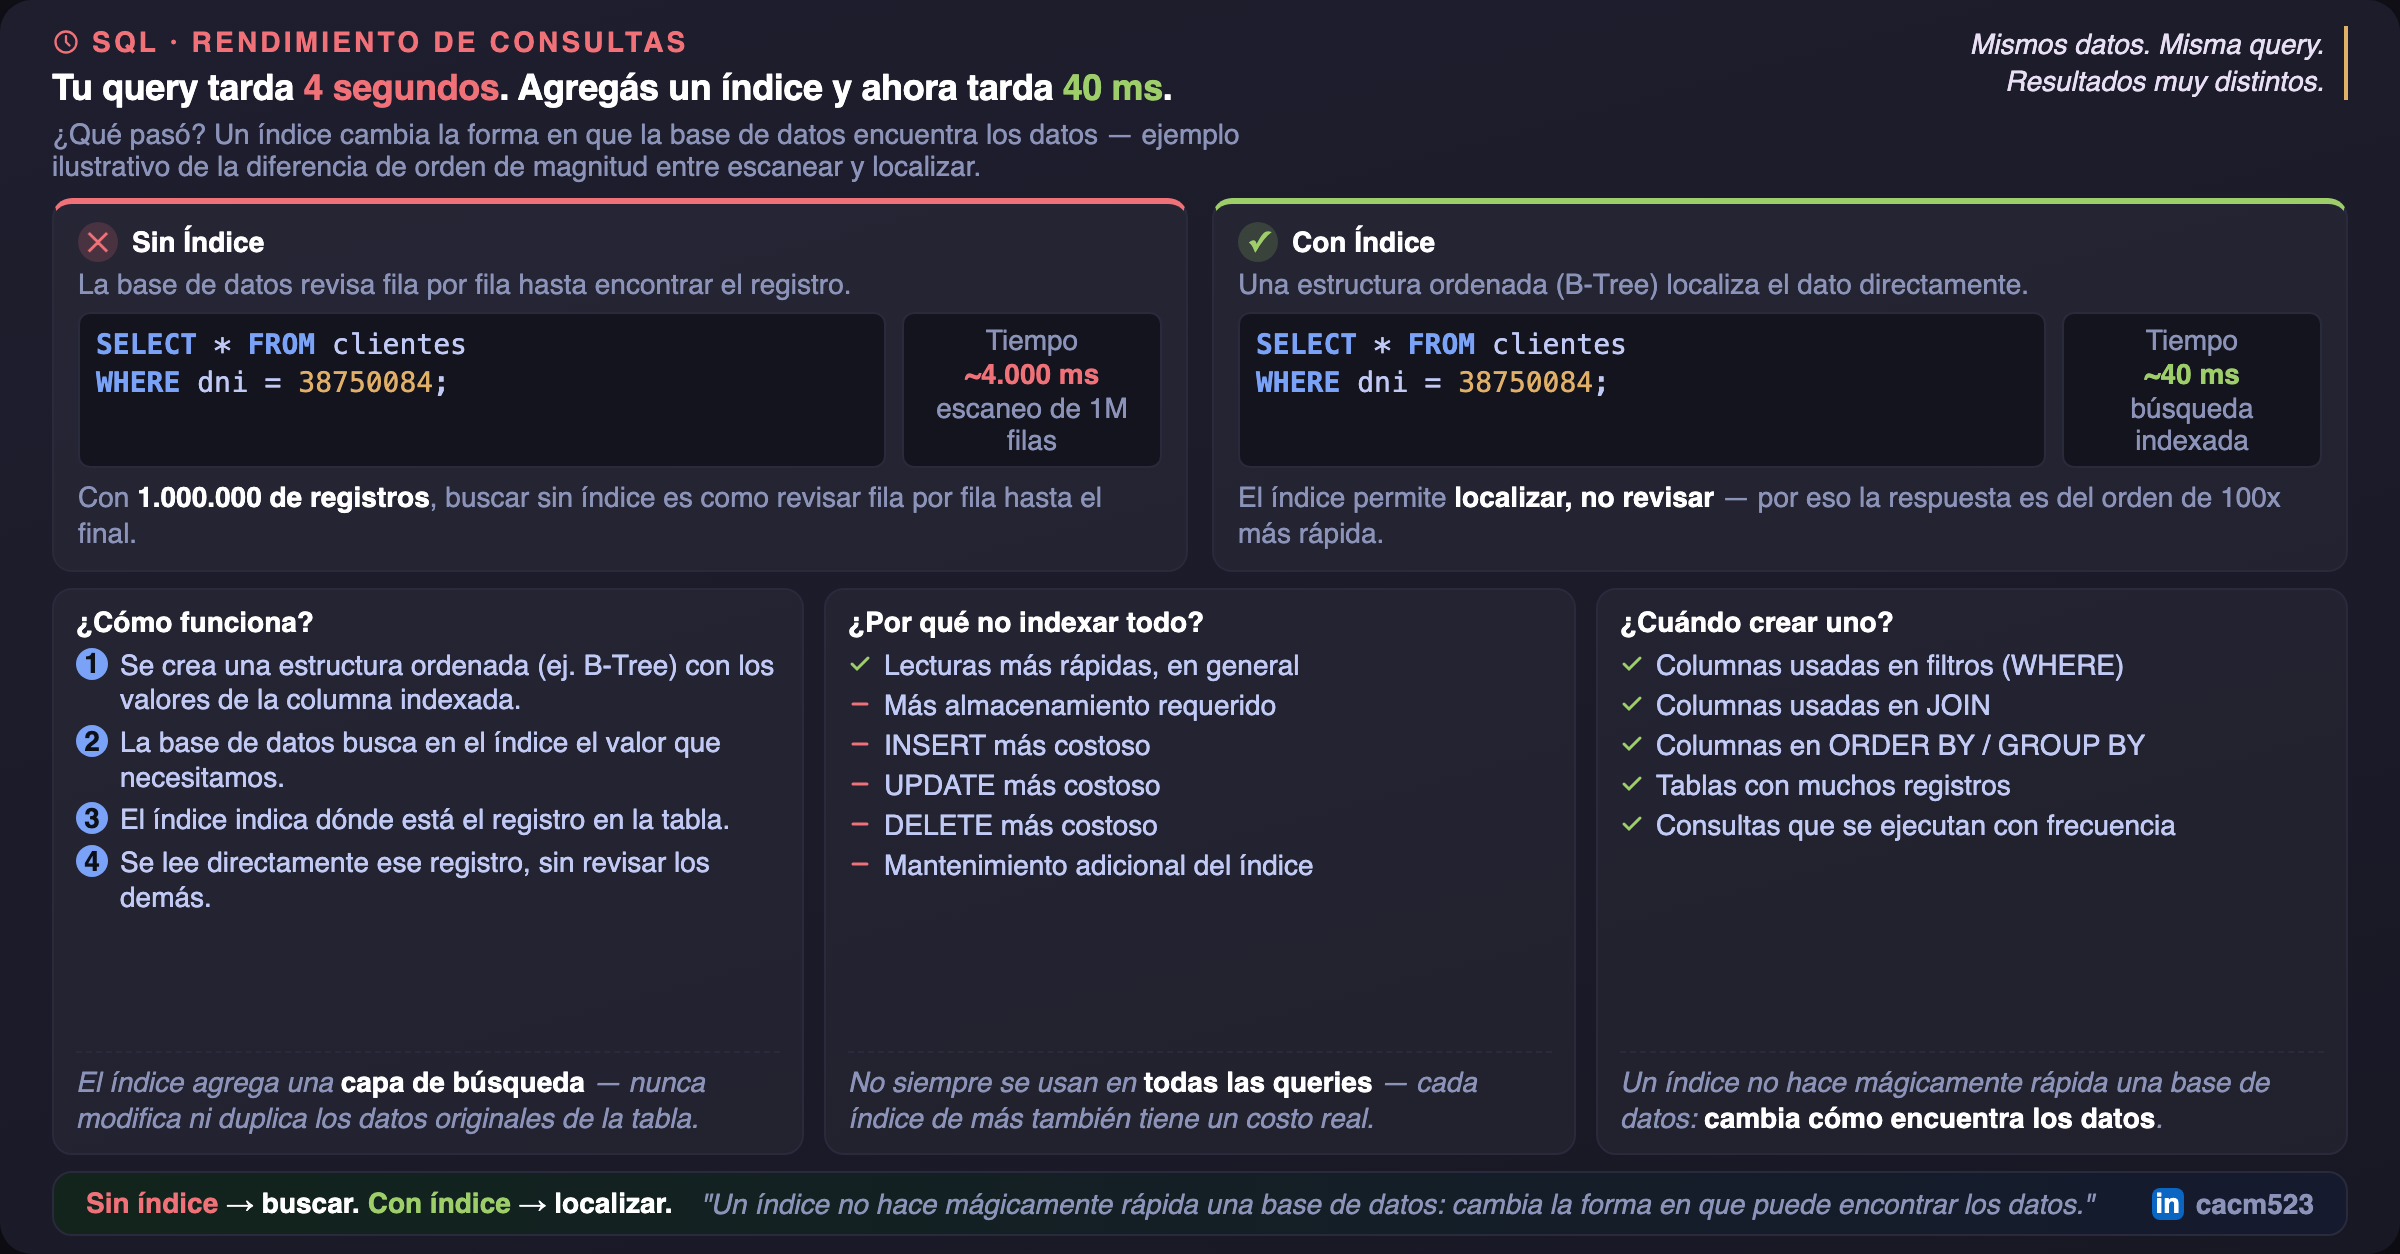 SQL · RENDIMIENTO DE CONSULTAS
Tu query tarda 4 segundos. Agregás un índice y ahora tarda 40 ms.
¿Qué pasó? Un índice cambia la forma en que la base de datos encuentra los datos — ejemplo
ilustrativo de la diferencia de orden de magnitud entre escanear y localizar.
Mismos datos. Misma query.
Resultados muy distintos.
Sin Índice
La base de datos revisa fila por fila hasta encontrar el registro.
SELECT * FROM clientes
WHERE dni = 38750084;
Tiempo
~4.000 ms
escaneo de 1M
filas
Con 1.000.000 de registros, buscar sin índice es como revisar fila por fila hasta el
final.
Con Índice
Una estructura ordenada (B-Tree) localiza el dato directamente.
SELECT * FROM clientes
WHERE dni = 38750084;
Tiempo
~40 ms
búsqueda
indexada
El índice permite localizar, no revisar — por eso la respuesta es del orden de 100x
más rápida.
¿Cómo funciona?
1 Se crea una estructura ordenada (ej. B-Tree) con los
valores de la columna indexada.
2 La base de datos busca en el índice el valor que
necesitamos.
3 El índice indica dónde está el registro en la tabla.
4 Se lee directamente ese registro, sin revisar los
demás.
El índice agrega una capa de búsqueda — nunca
modifica ni duplica los datos originales de la tabla.
¿Por qué no indexar todo?
✓ Lecturas más rápidas, en general
– Más almacenamiento requerido
– INSERT más costoso
– UPDATE más costoso
– DELETE más costoso
– Mantenimiento adicional del índice
No siempre se usan en todas las queries — cada
índice de más también tiene un costo real.
¿Cuándo crear uno?
✓ Columnas usadas en filtros (WHERE)
✓ Columnas usadas en JOIN
✓ Columnas en ORDER BY / GROUP BY
✓ Tablas con muchos registros
✓ Consultas que se ejecutan con frecuencia
Un índice no hace mágicamente rápida una base de
datos: cambia cómo encuentra los datos.
Sin índice → buscar. Con índice → localizar.
"Un índice no hace mágicamente rápida una base de datos: cambia la forma en que puede encontrar los datos."
in cacm523